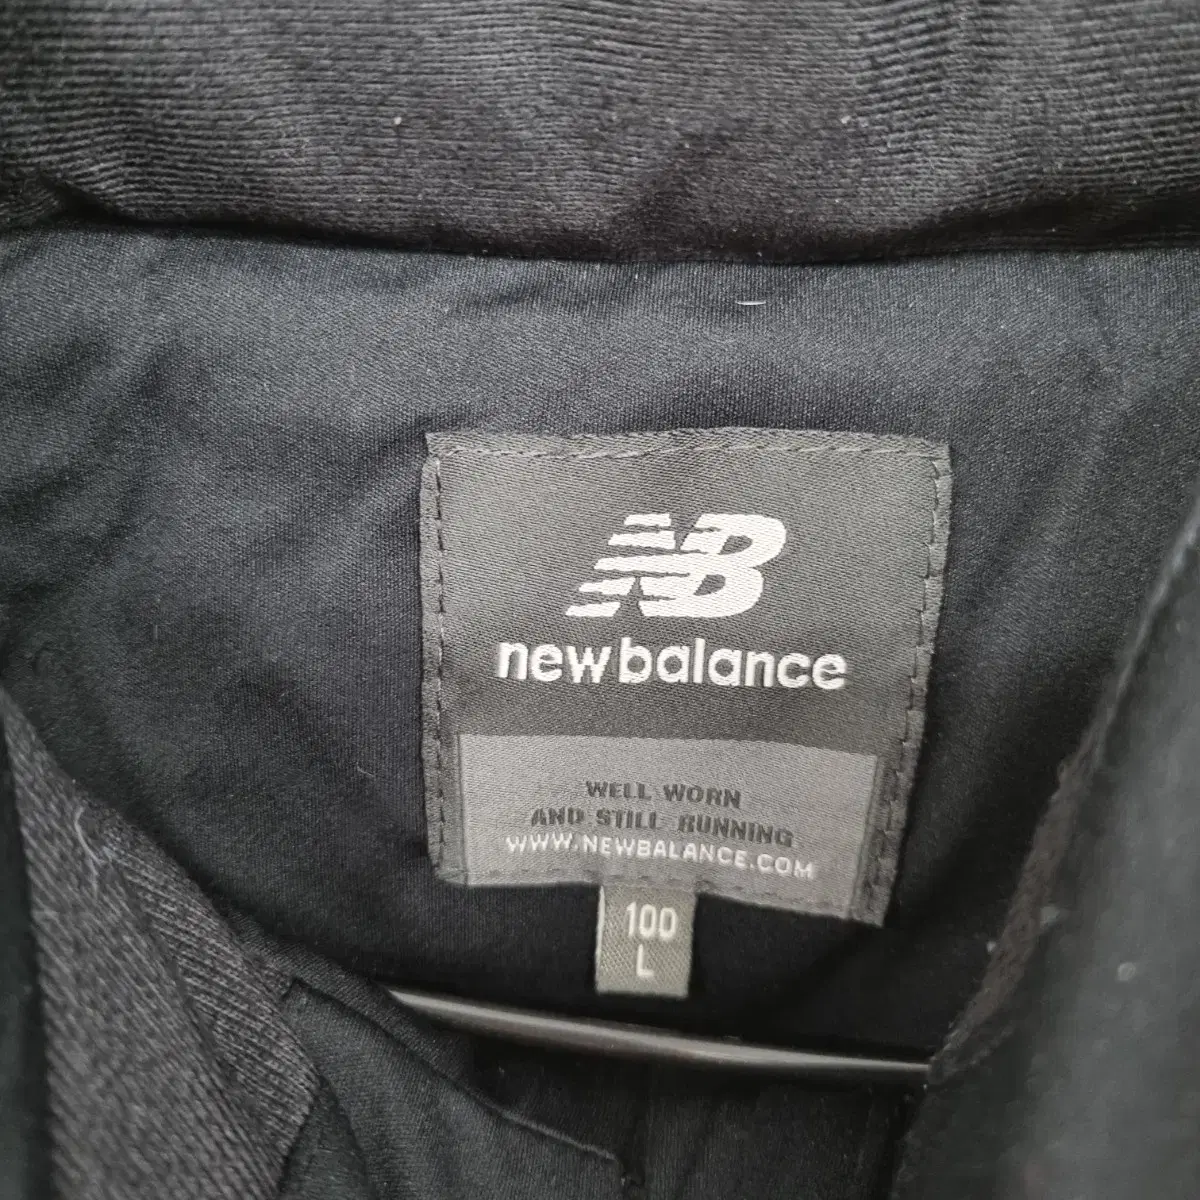 NB
new balance
WELL WORN
AND STILL RUNNING
WWW.NEWBALANCE.COM
100
L